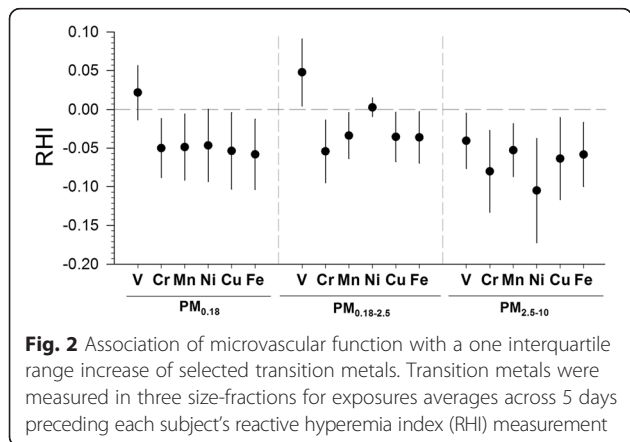 0.10
0.05
0.00
-0.05
-0.10
-0.15
-0.20
RHI
V Cr Mn Ni Cu Fe V Cr Mn Ni Cu Fe V Cr Mn Ni Cu Fe
PM0.18 PM0.18-2.5 PM2.5-10
Fig. 2 Association of microvascular function with a one interquartile
range increase of selected transition metals. Transition metals were
measured in three size-fractions for exposures averages across 5 days
preceding each subject's reactive hyperemia index (RHI) measurement